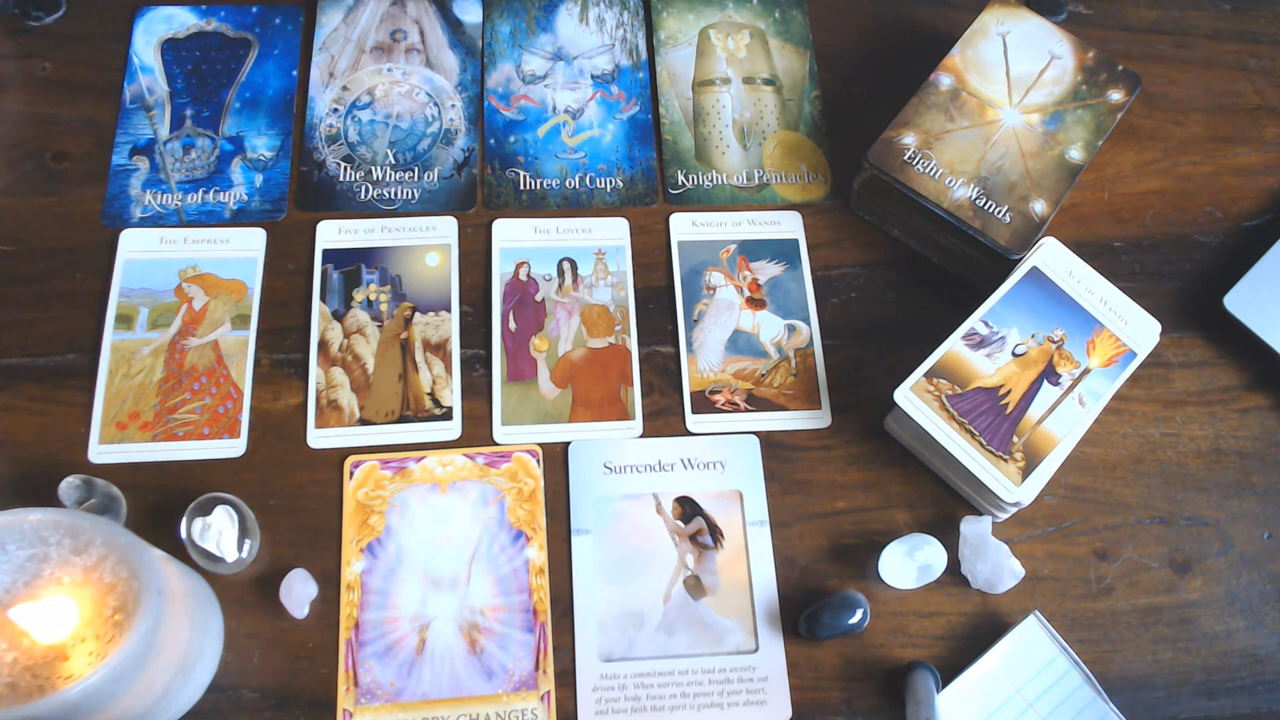 King of Cups
X
The Wheel of
Destiny
Three of Cups
Knight of Pentacles
Eight of Wands
The Empress
Five of Pentacles
The Lovers
Knight of Wands
Ace of Wands
Surrender Worry
Make a commitment not to lead an anxiety-
driven life. When worries arise, breathe them out
of your body. Focus on the power of your heart,
and have faith that spirit is guiding you always.
HAPPY CHANGES